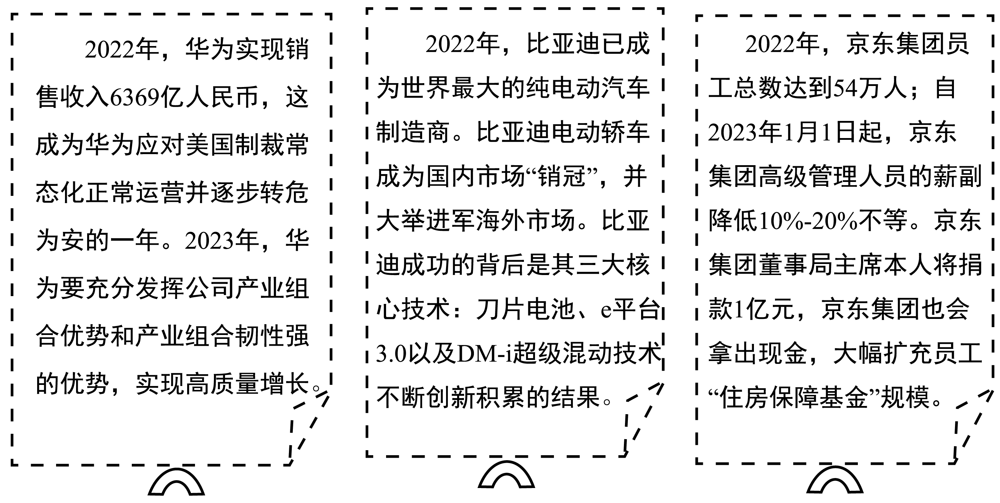 2022年，华为实现销
售收入6369亿人民币，这
成为华为应对美国制裁常
态化正常运营并逐步转危
为安的一年。2023年，华
为要充分发挥公司产业组
合优势和产业组合韧性强
的优势，实现高质量增长。
2022年，比亚迪已成
为世界最大的纯电动汽车
制造商。比亚迪电动轿车
成为国内市场“销冠”，并
大举进军海外市场。比亚
迪成功的背后是其三大核
心技术：刀片电池、e平台
3.0以及DM-i超级混动技术
不断创新积累的结果。
2022年，京东集团员
工总数达到54万人；自
2023年1月1日起，京东
集团高级管理人员的薪副
降低10%-20%不等。京东
集团董事局主席本人将捐
款1亿元，京东集团也会
拿出现金，大幅扩充员工
“住房保障基金”规模。